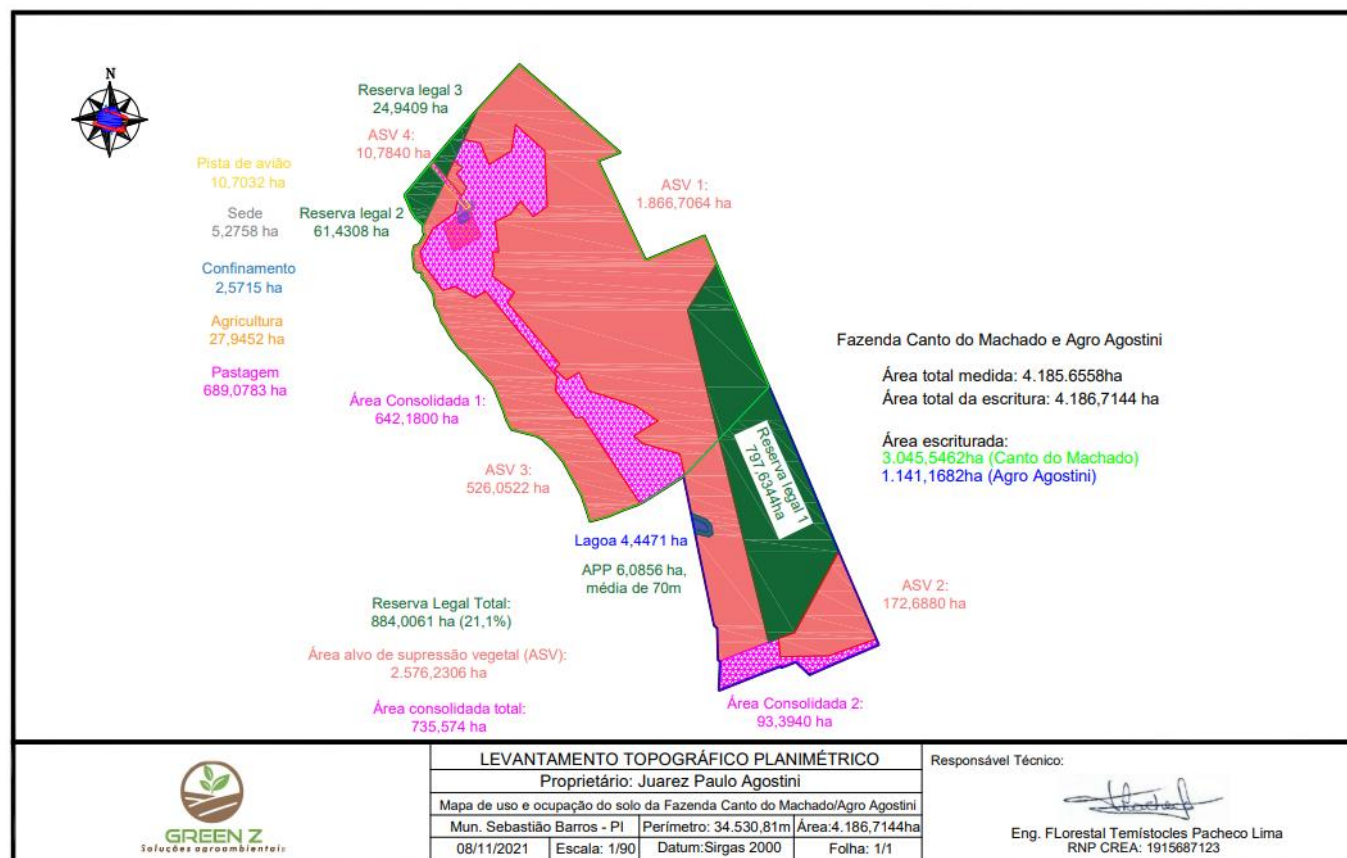 N
Reserva legal 3
24,9409 ha
ASV 4:
10,7840 ha
Pista de avião
10,7032 ha
Sede
5,2758 ha
Reserva legal 2
61,4308 ha
Confinamento
2,5715 ha
Agricultura
27,9452 ha
Pastagem
689,0783 ha
ASV 1:
1.866,7064 ha
Área Consolidada 1:
642,1800 ha
ASV 3:
526,0522 ha
Reserva legal 1
797,6344ha
Lagoa 4,4471 ha
APP 6,0856 ha,
média de 70m
ASV 2:
172,6880 ha
Reserva Legal Total:
884,0061 ha (21,1%)
Área alvo de supressão vegetal (ASV):
2.576,2306 ha
Área consolidada total:
735,574 ha
Área Consolidada 2:
93,3940 ha
Fazenda Canto do Machado e Agro Agostini
Área total medida: 4.185.6558ha
Área total da escritura: 4.186,7144 ha
Área escriturada:
3.045,5462ha (Canto do Machado)
1.141,1682ha (Agro Agostini)
GREEN Z
Soluções agroambientais
LEVANTAMENTO TOPOGRÁFICO PLANIMÉTRICO
Proprietário: Juarez Paulo Agostini
Mapa de uso e ocupação do solo da Fazenda Canto do Machado/Agro Agostini
Mun. Sebastião Barros - PI Perímetro: 34.530,81m Área:4.186,7144ha
08/11/2021 Escala: 1/90 Datum:Sirgas 2000 Folha: 1/1
Responsável Técnico:
Eng. FLorestal Temístocles Pacheco Lima
RNP CREA: 1915687123